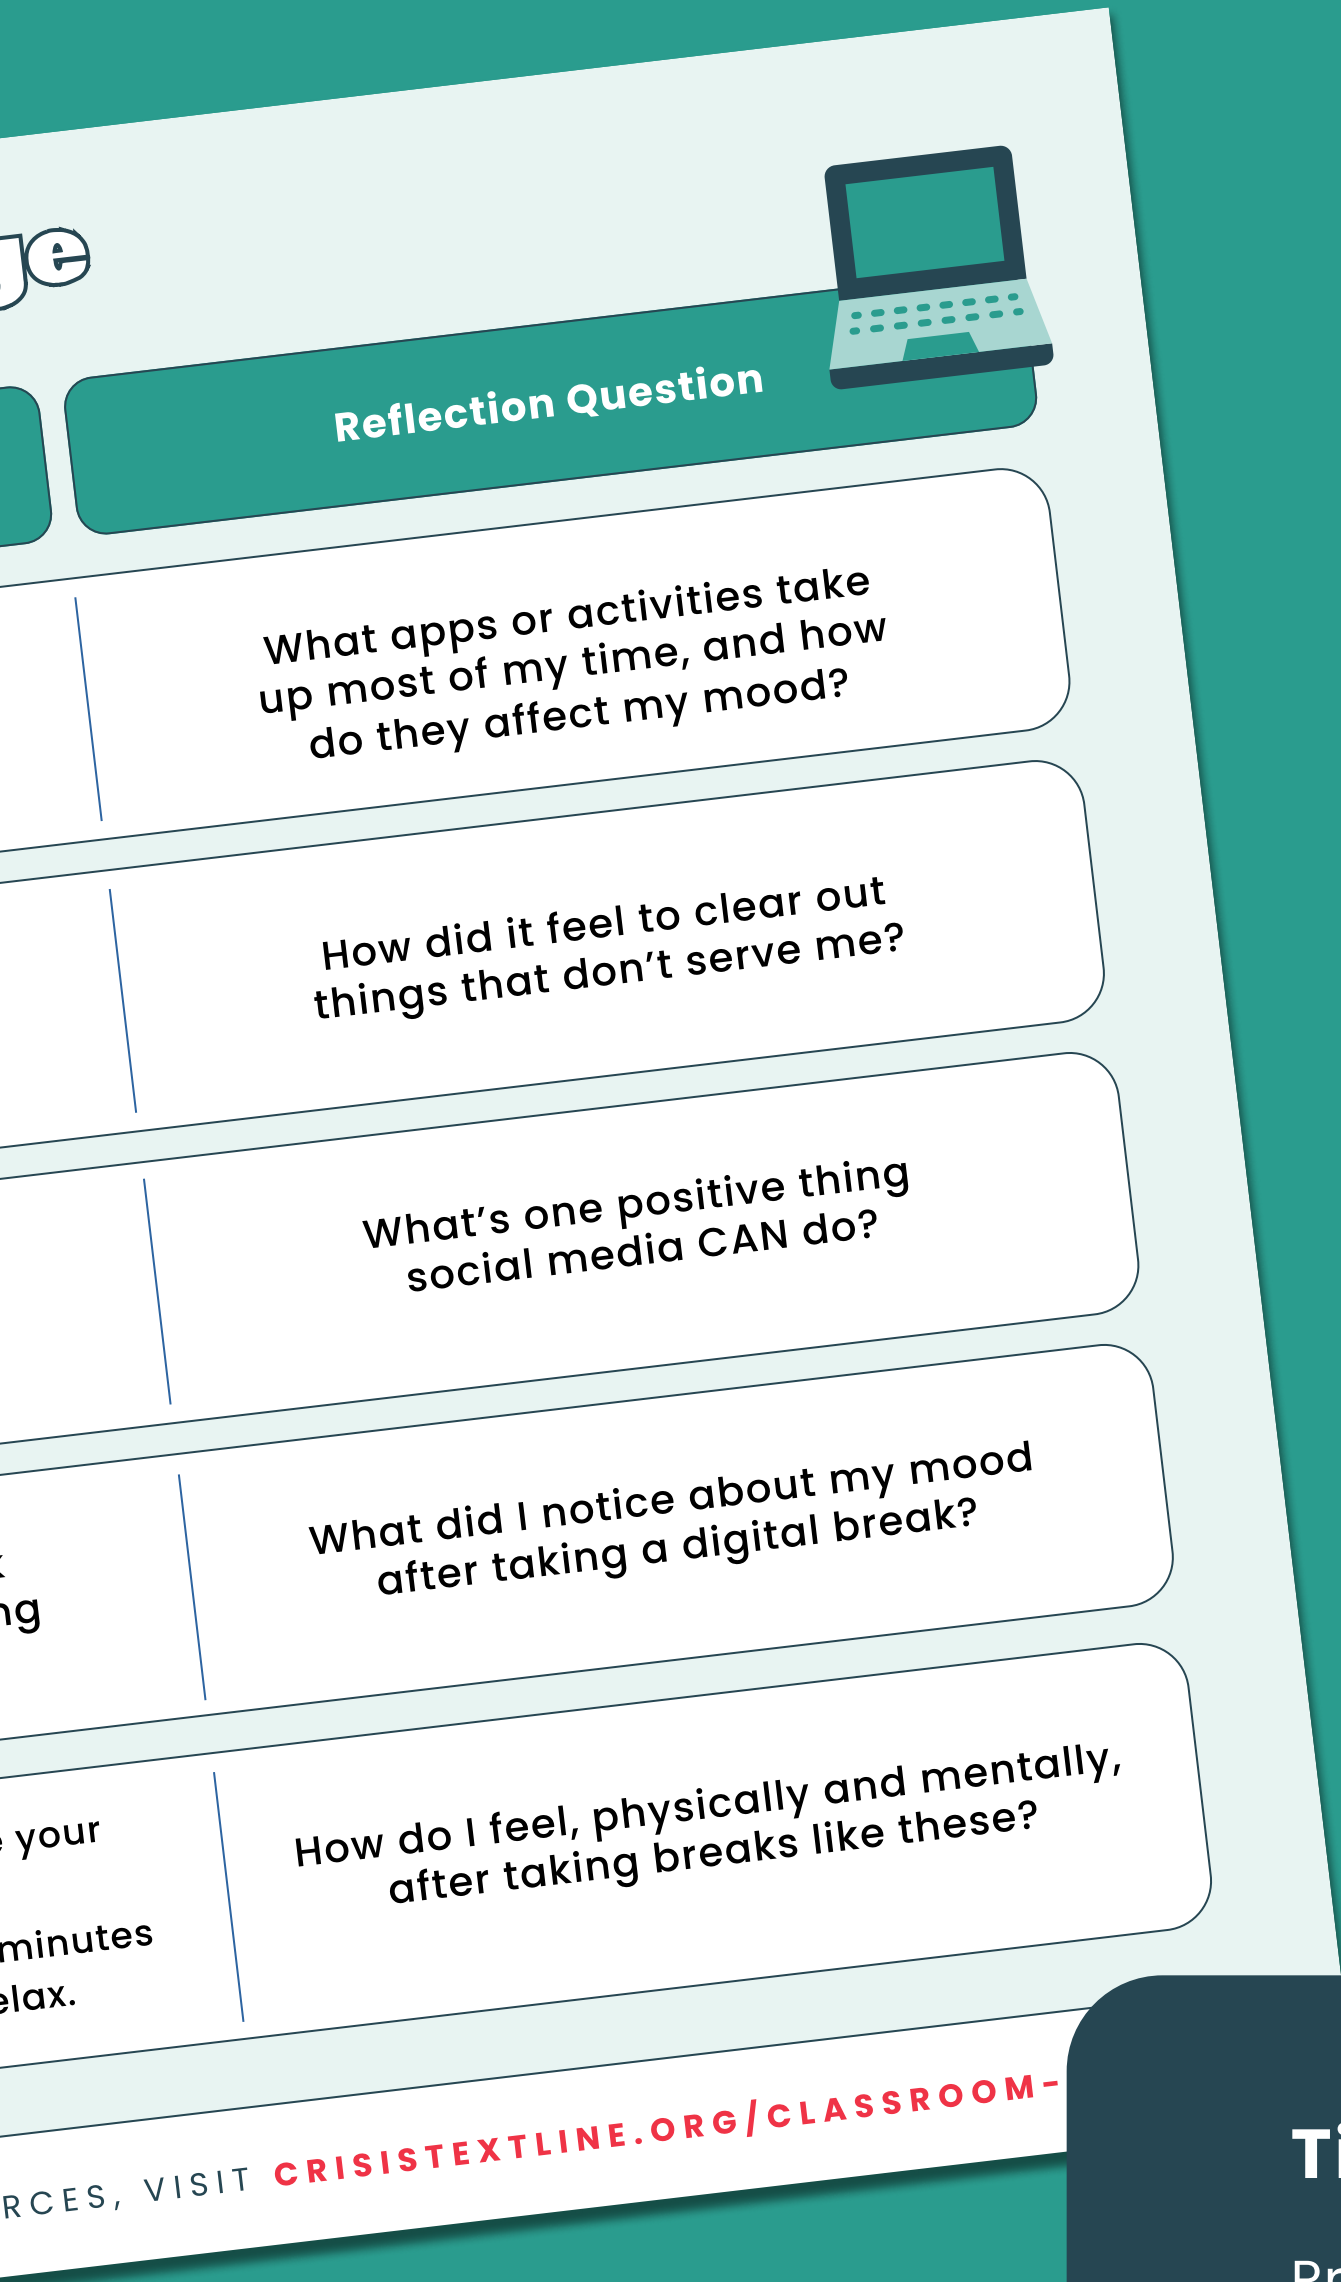 Reflection Question
What apps or activities take
up most of my time, and how
do they affect my mood?
How did it feel to clear out
things that don't serve me?
What's one positive thing
social media CAN do?
What did I notice about my mood
after taking a digital break?
your
minutes
How do I feel, physically and mentally,
after taking breaks like these?
VISIT CRISISTEXTLINE.ORG/CLASSROOM-